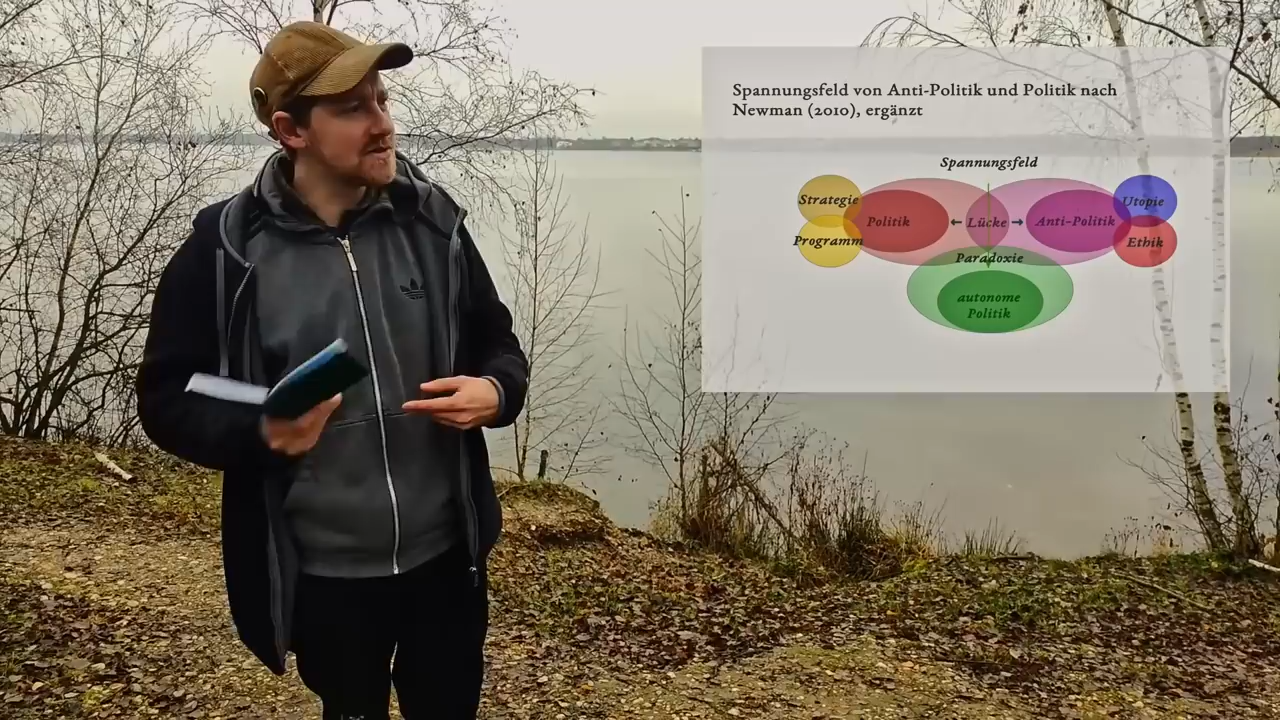 Spannungsfeld von Anti-Politik und Politik nach
Newman (2010), ergänzt
Spannungsfeld
Strategie
Programm
Politik
Lücke
Anti-Politik
Utopie
Ethik
Paradoxie
autonome
Politik